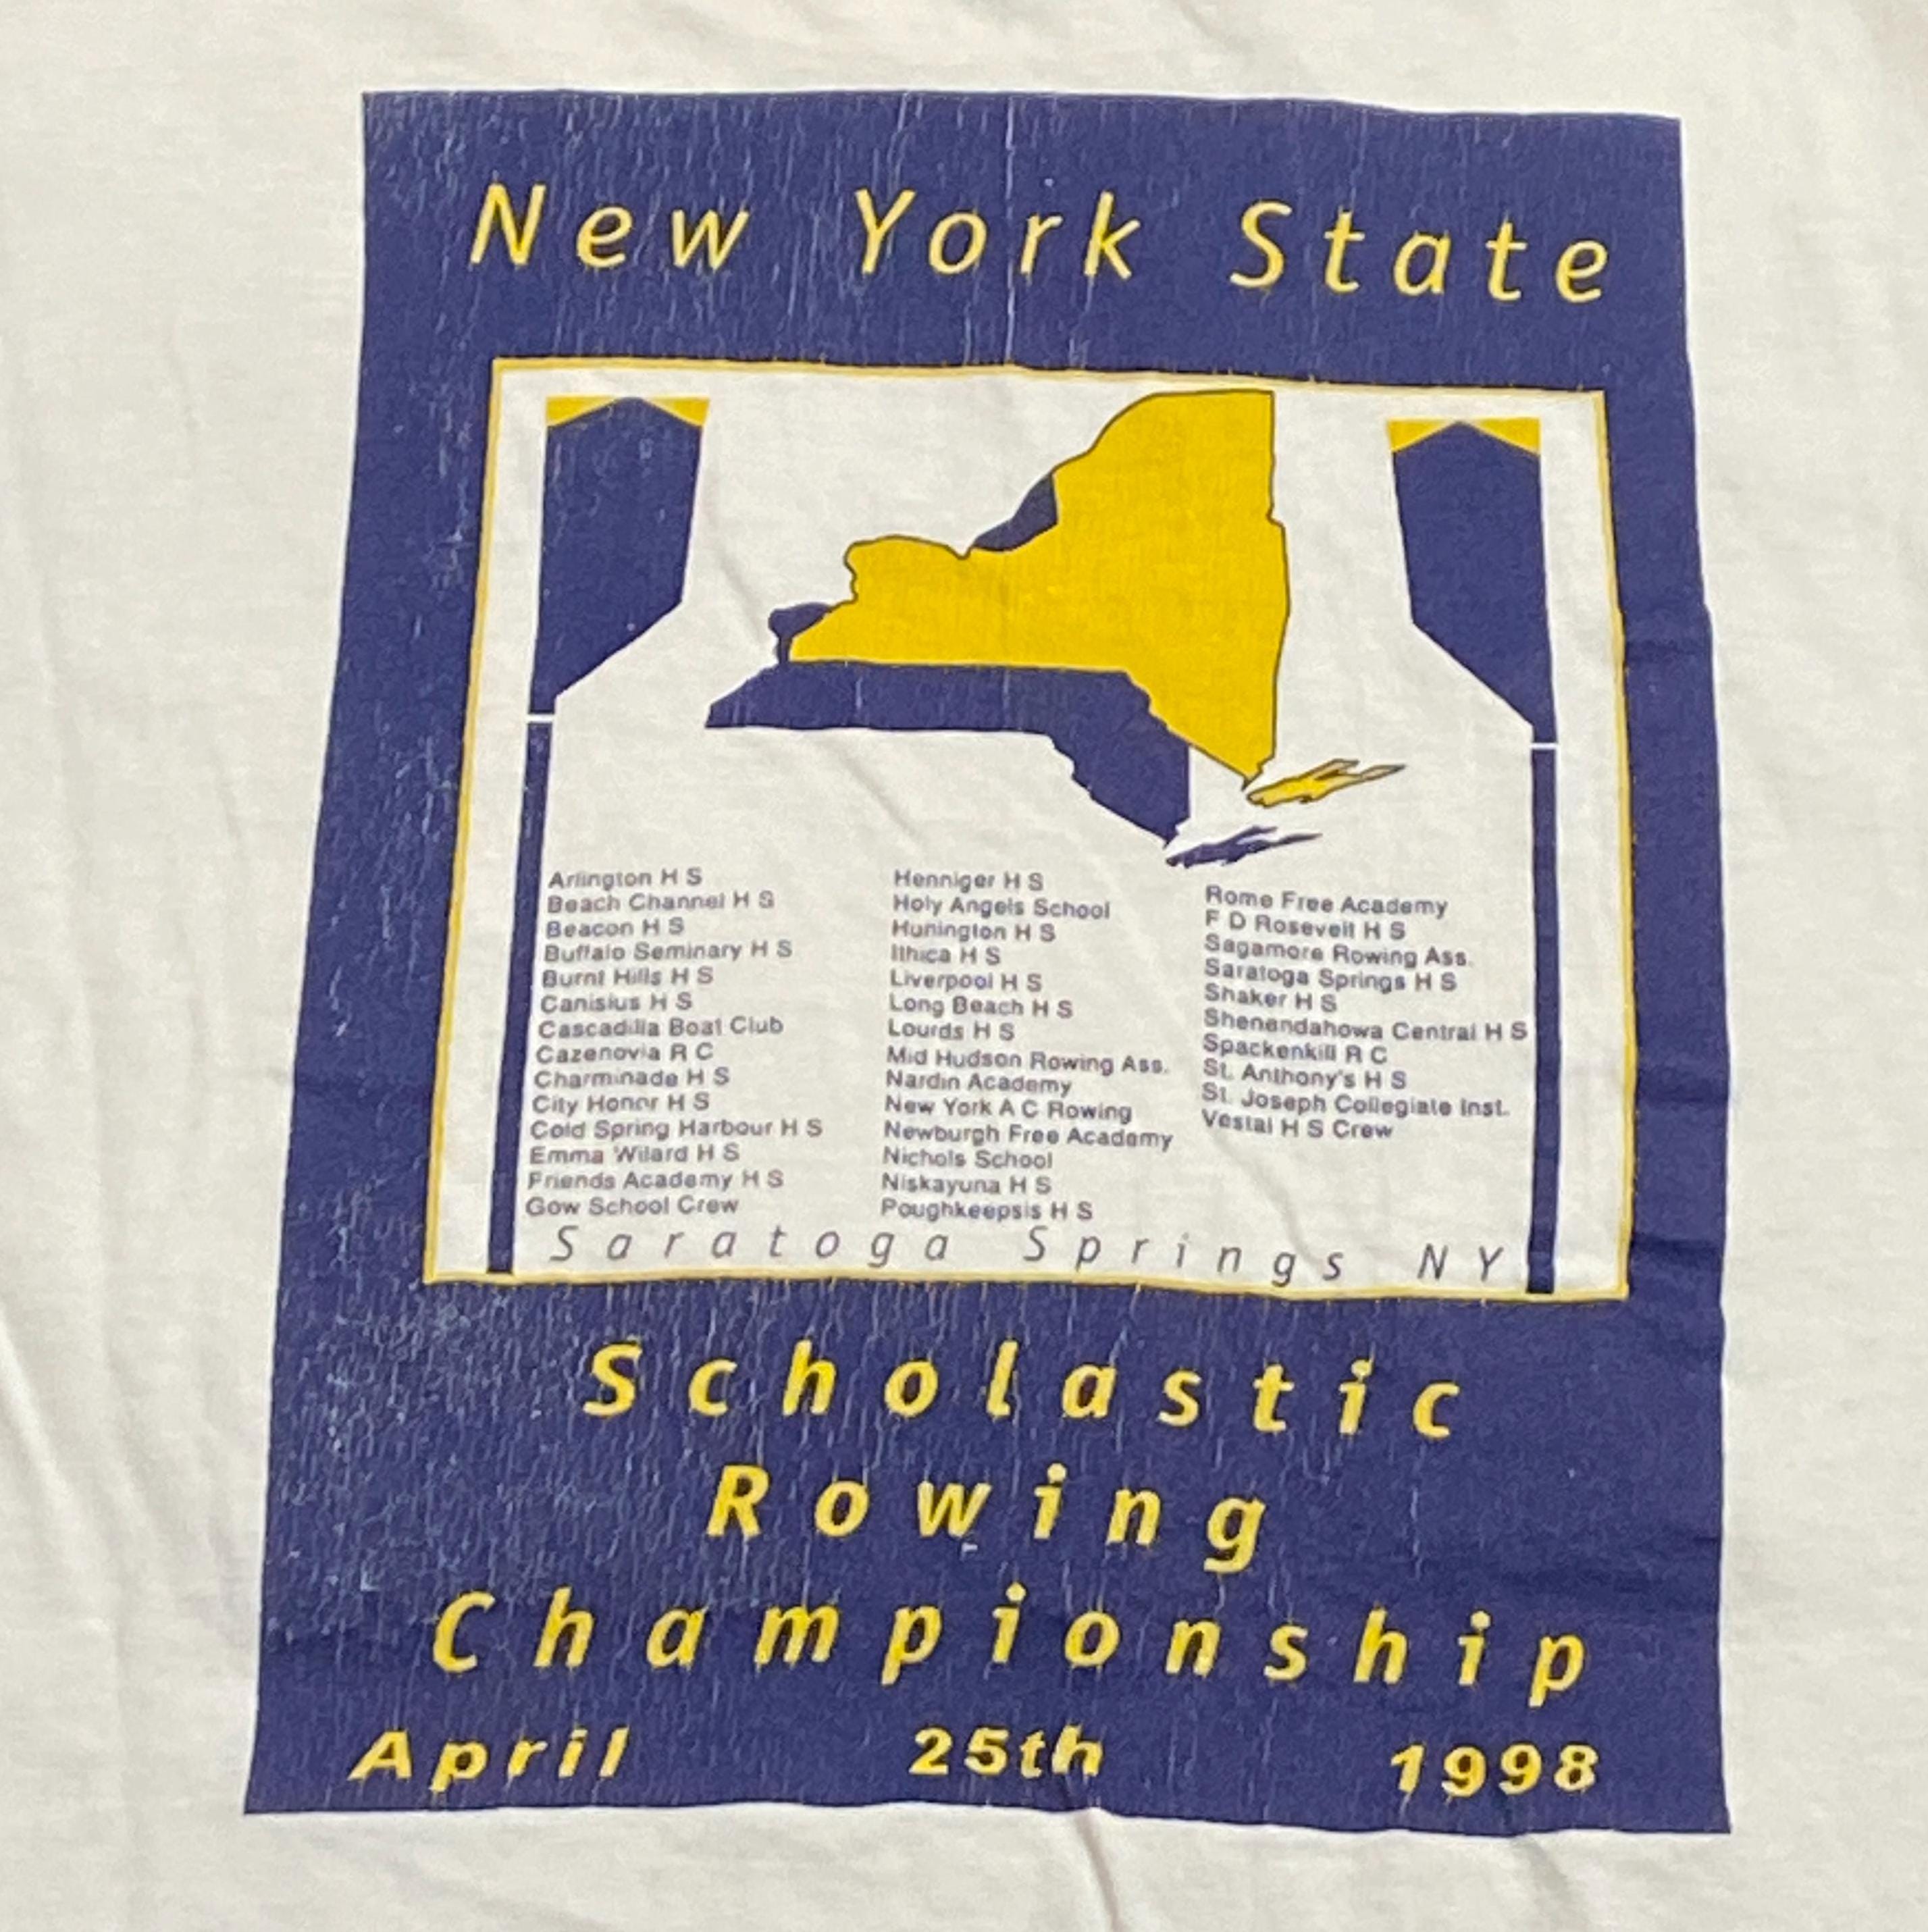 New York State
Arlington H S
Beach Channel H S
Beacon H S
Buffalo Seminary H S
Burnt Hills H S
Canisius H S
Cascadilla Boat Club
Cazenovia R C
Charminade H S
City Honor H S
Cold Spring Harbour H S
Emma Wilard H S
Friends Academy H S
Gow School Crew
Henniger H S
Holy Angels School
Hunington H S
Ithica H S
Liverpool H S
Long Beach H S
Lourds H S
Mid Hudson Rowing Ass.
Nardin Academy
New York A C Rowing
Newburgh Free Academy
Nichols School
Niskayuna H S
Poughkeepsis H S
Rome Free Academy
F D Rosevelt H S
Sagamore Rowing Ass.
Saratoga Springs H S
Shaker H S
Shenendahowa Central H S
Spackenkill R C
St. Anthony's H S
St. Joseph Collegiate Inst.
Vestal H S Crew
Saratoga Springs NY
Scholastic
Rowing
Championship
April 25th 1998